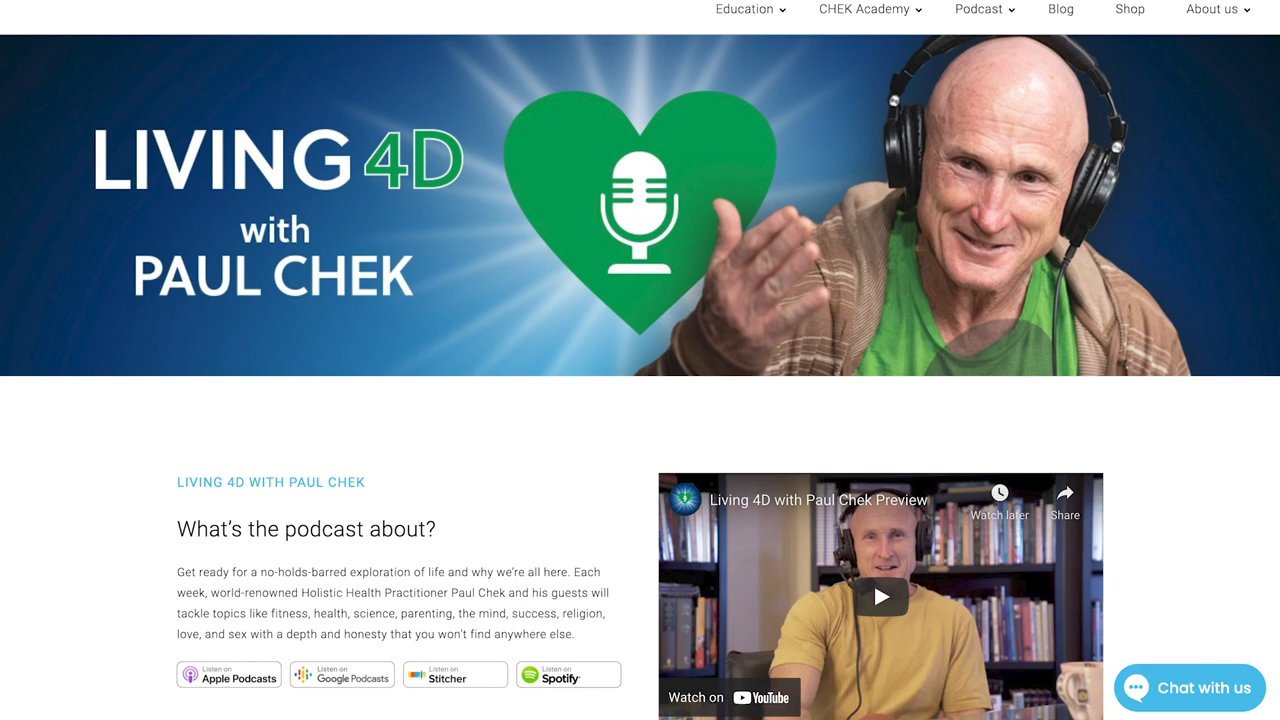 Education
CHEK Academy
Podcast
Blog
Shop
About us
LIVING 4D
with
PAUL CHEK
LIVING 4D WITH PAUL CHEK
What’s the podcast about?
Get ready for a no-holds-barred exploration of life and why we’re all here. Each
week, world-renowned Holistic Health Practitioner Paul Chek and his guests will
tackle topics like fitness, health, science, parenting, the mind, success, religion,
love, and sex with a depth and honesty that you won’t find anywhere else.
Listen on
Apple Podcasts
Listen on
Google Podcasts
Listen on
Stitcher
Listen on
Spotify
Living 4D with Paul Chek Preview
Watch later
Share
Watch on YouTube
Chat with us